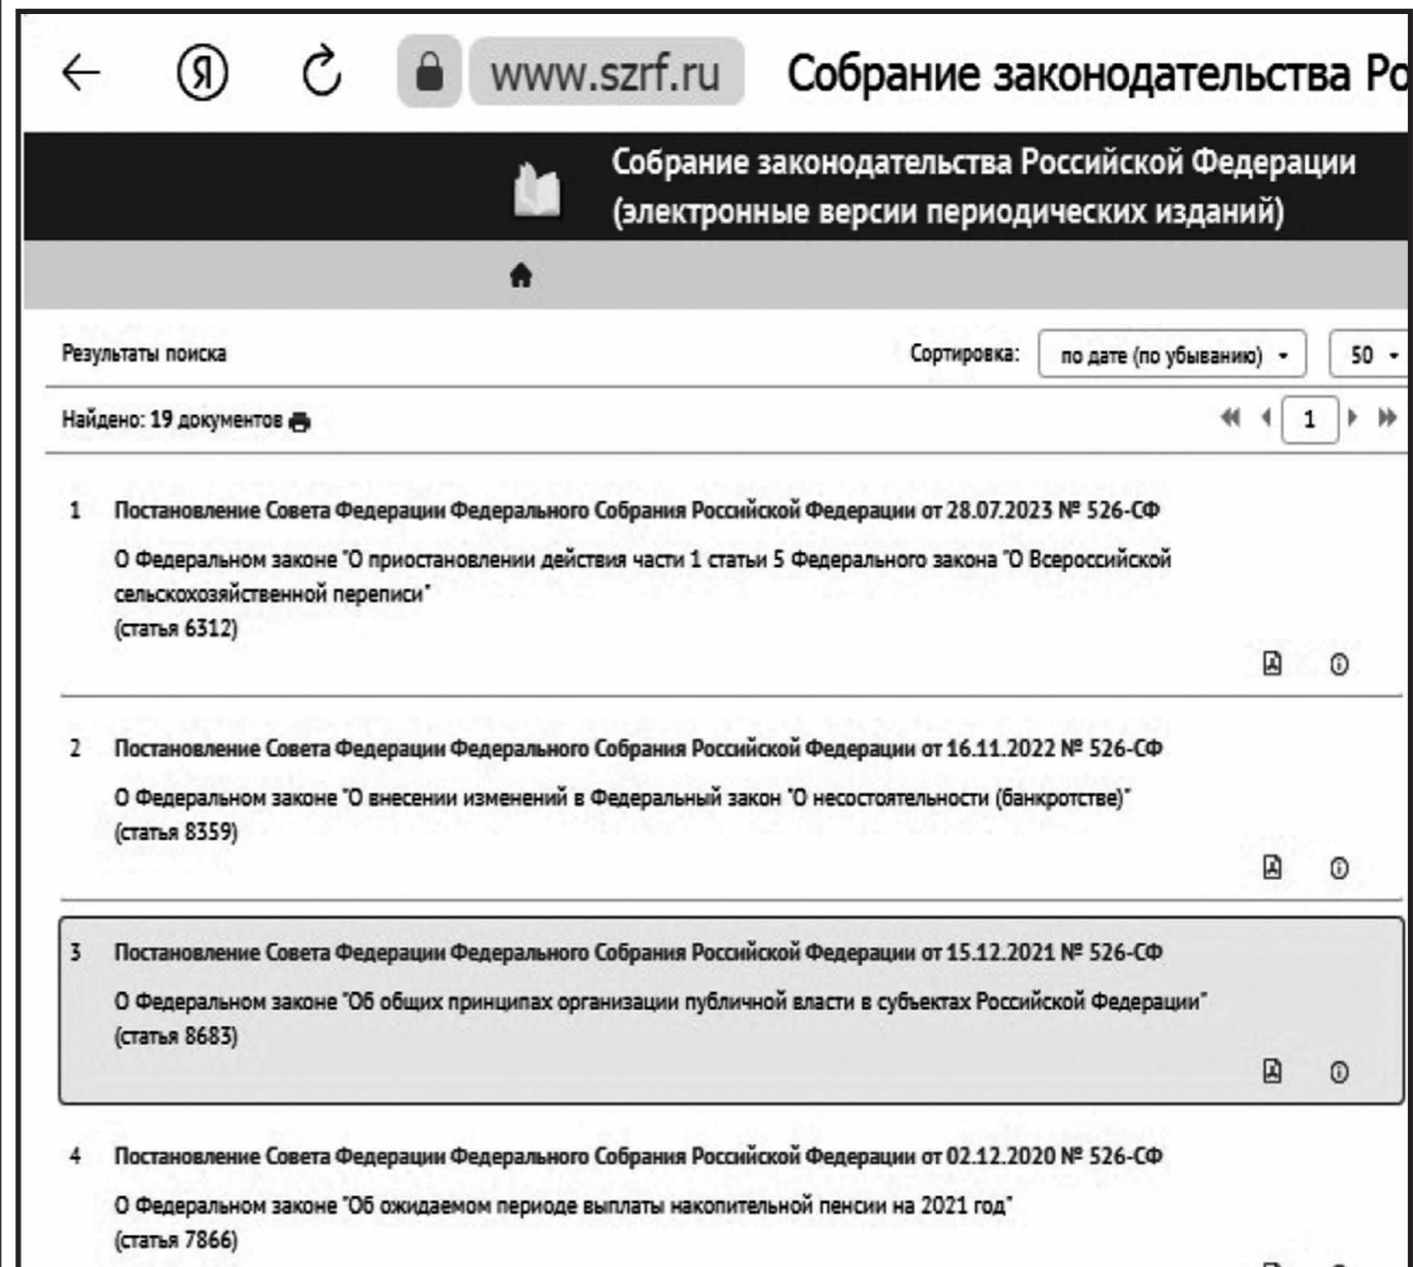 Я www.szrf.ru Собрание законодательства Ро
Собрание законодательства Российской Федерации
(электронные версии периодических изданий)
Результаты поиска Сортировка: по дате (по убыванию) 50
Найдено: 19 документов 1
1 Постановление Совета Федерации Федерального Собрания Российской Федерации от 28.07.2023 № 526-СФ
О Федеральном законе "О приостановлении действия части 1 статьи 5 Федерального закона "О Всероссийской
сельскохозяйственной переписи"
(статья 6312)
2 Постановление Совета Федерации Федерального Собрания Российской Федерации от 16.11.2022 № 526-СФ
О Федеральном законе "О внесении изменений в Федеральный закон "О несостоятельности (банкротстве)"
(статья 8359)
3 Постановление Совета Федерации Федерального Собрания Российской Федерации от 15.12.2021 № 526-СФ
О Федеральном законе "Об общих принципах организации публичной власти в субъектах Российской Федерации"
(статья 8683)
4 Постановление Совета Федерации Федерального Собрания Российской Федерации от 02.12.2020 № 526-СФ
О Федеральном законе "Об ожидаемом периоде выплаты накопительной пенсии на 2021 год"
(статья 7866)